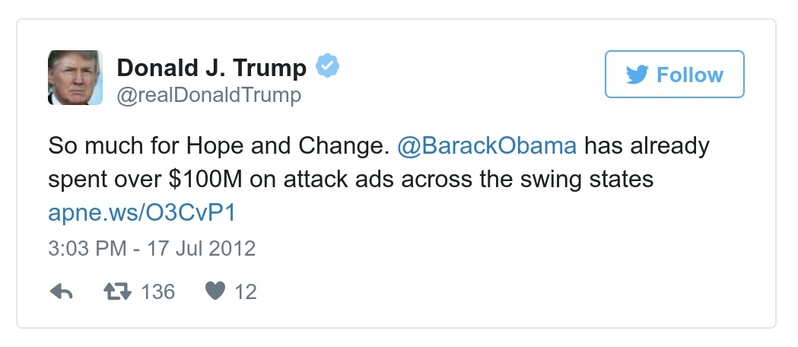 Donald J. Trump
@realDonaldTrump
Follow
So much for Hope and Change. @BarackObama has already
spent over $100M on attack ads across the swing states
apne.ws/O3CvP1
3:03 PM - 17 Jul 2012
136 12